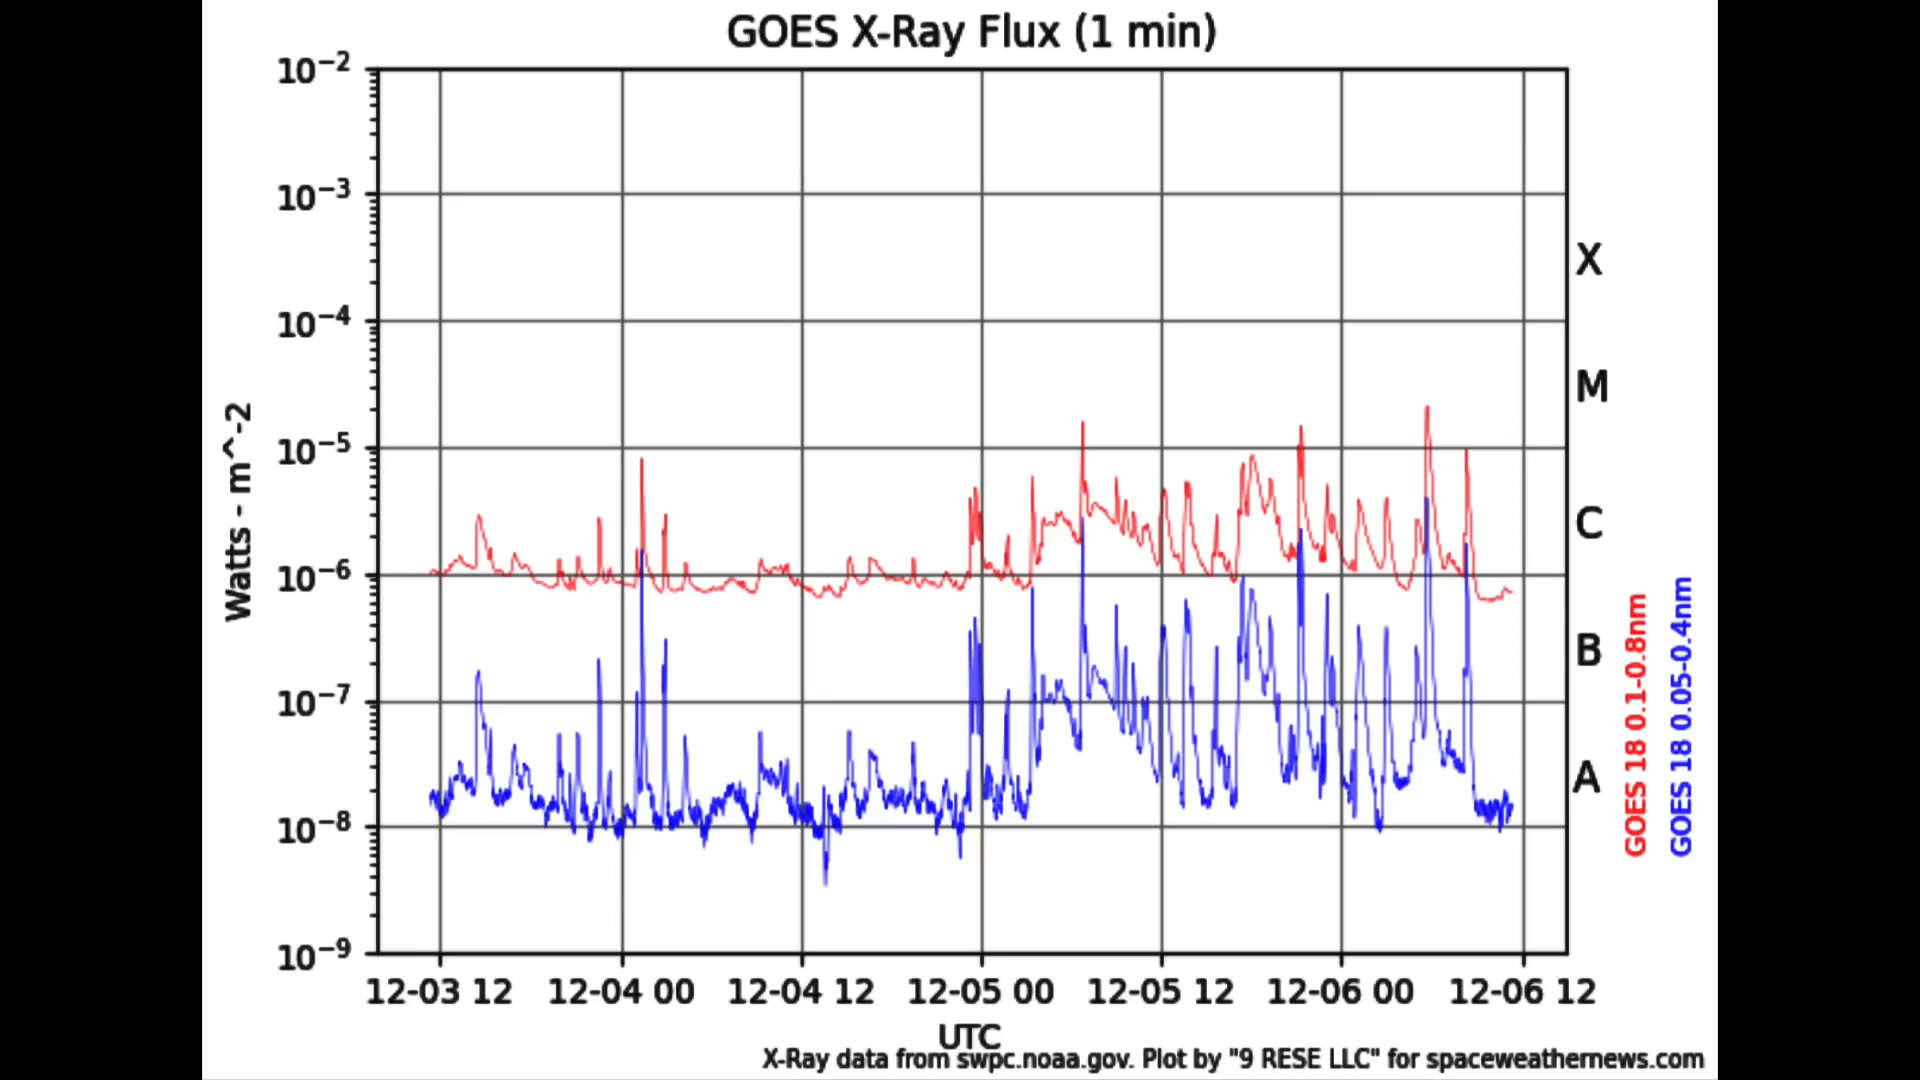 GOES X-Ray Flux (1 min)
10^-2
10^-3
10^-4
10^-5
10^-6
10^-7
10^-8
10^-9
Watts - m^-2
X
M
C
B
A
GOES 18 0.1-0.8nm
GOES 18 0.05-0.4nm
12-03 12 12-04 00 12-04 12 12-05 00 12-05 12 12-06 00 12-06 12
UTC
X-Ray data from swpc.noaa.gov. Plot by "9 RESE LLC" for spaceweathernews.com